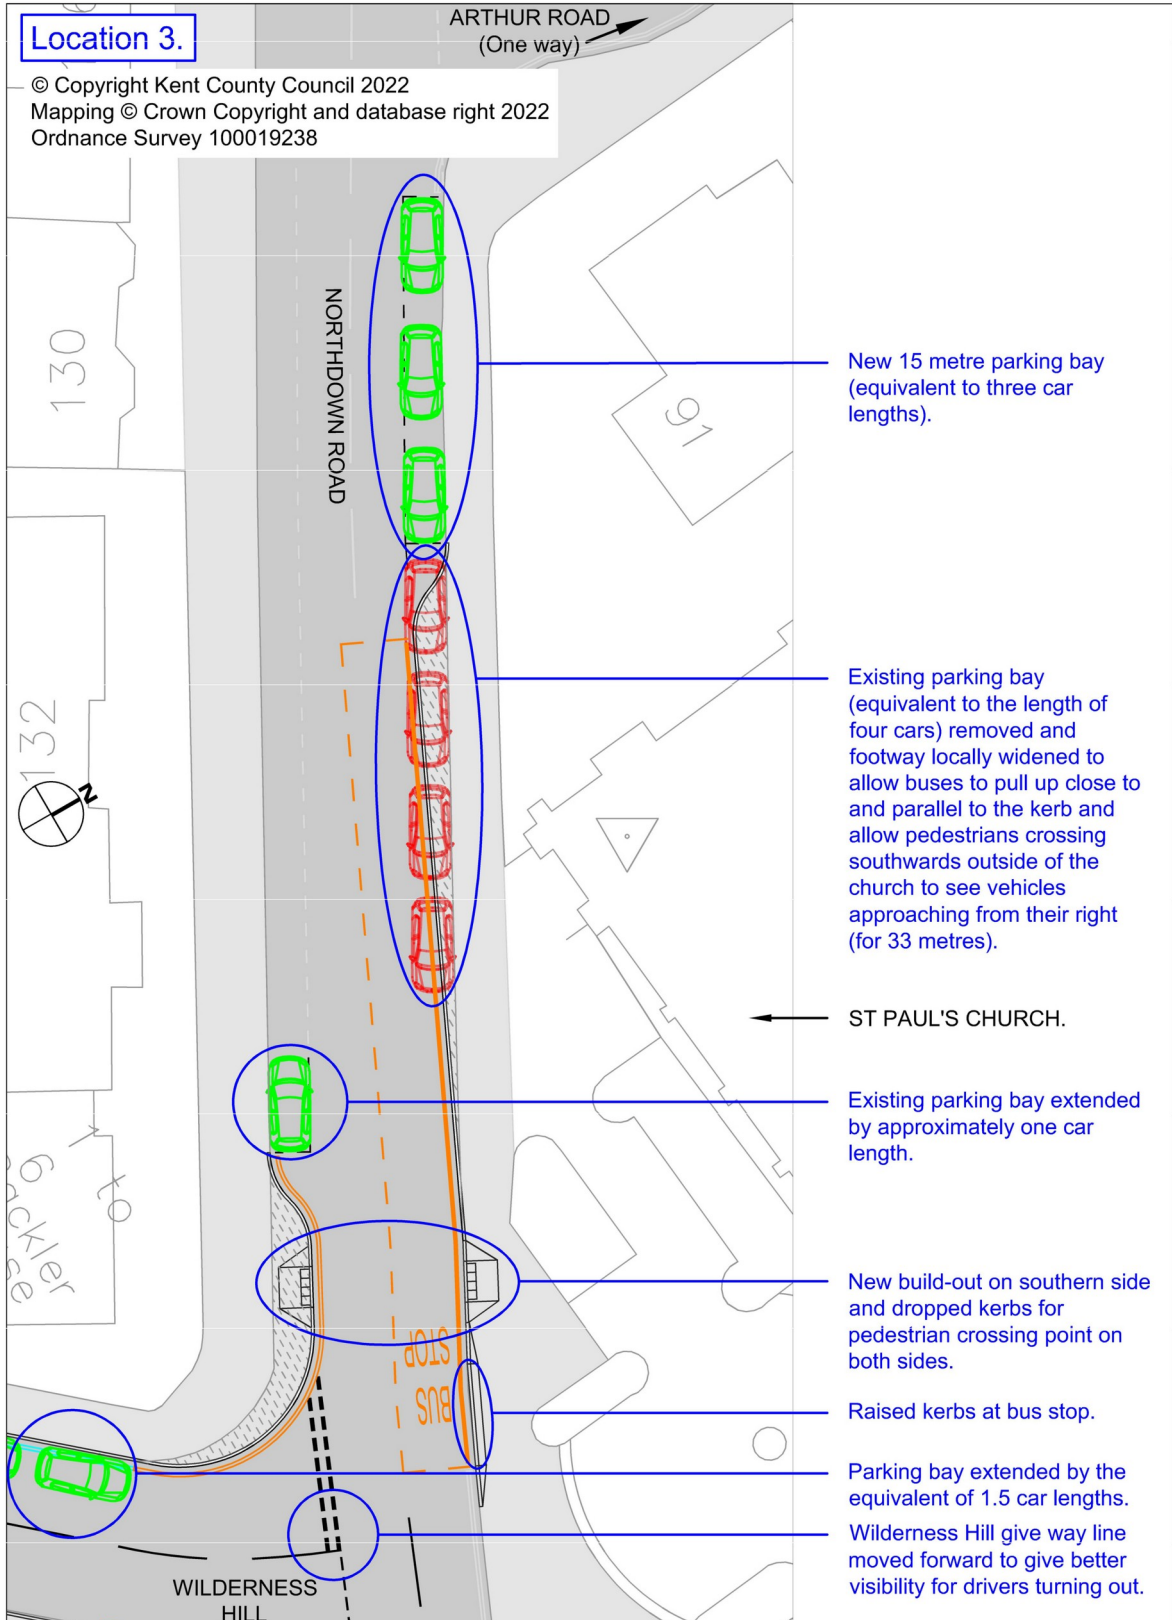 ARTHUR ROAD
(One way)
Location 3.
© Copyright Kent County Council 2022
Mapping © Crown Copyright and database right 2022
Ordnance Survey 100019238
130
NORTHDOWN ROAD
91
New 15 metre parking bay
(equivalent to three car
lengths).
132
N
Existing parking bay
(equivalent to the length of
four cars) removed and
footway locally widened to
allow buses to pull up close to
and parallel to the kerb and
allow pedestrians crossing
southwards outside of the
church to see vehicles
approaching from their right
(for 33 metres).
ST PAUL'S CHURCH.
Existing parking bay extended
by approximately one car
length.
1 to
6
ackler
se
New build-out on southern side
and dropped kerbs for
pedestrian crossing point on
both sides.
BUS
STOP
Raised kerbs at bus stop.
Parking bay extended by the
equivalent of 1.5 car lengths.
Wilderness Hill give way line
moved forward to give better
visibility for drivers turning out.
WILDERNESS
HILL